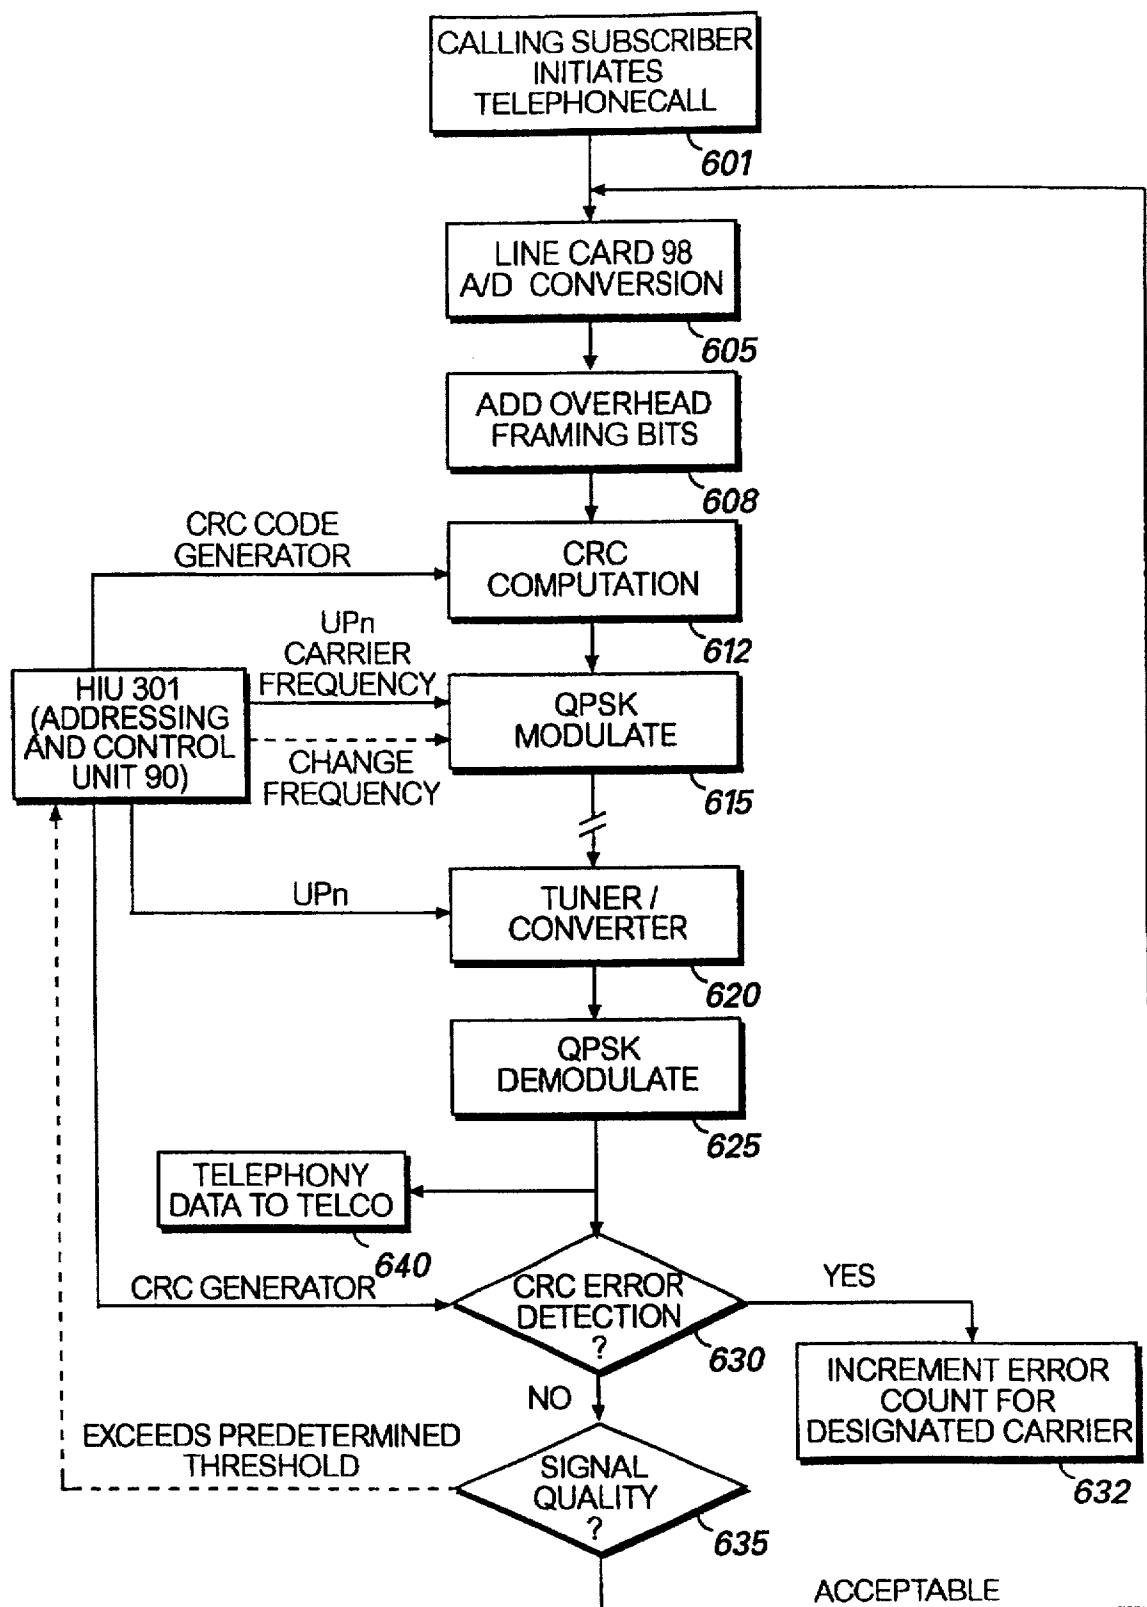 CALLING SUBSCRIBER
INITIATES
TELEPHONECALL
601
LINE CARD 98
A/D CONVERSION
605
ADD OVERHEAD
FRAMING BITS
608
CRC CODE
GENERATOR
CRC
COMPUTATION
612
UPn
CARRIER
FREQUENCY
HIU 301
(ADDRESSING
AND CONTROL
UNIT 90)
QPSK
MODULATE
CHANGE
FREQUENCY
615
UPn
TUNER /
CONVERTER
620
QPSK
DEMODULATE
625
TELEPHONY
DATA TO TELCO
640
CRC GENERATOR
CRC ERROR
DETECTION
?
630
YES
INCREMENT ERROR
COUNT FOR
DESIGNATED CARRIER
632
NO
EXCEEDS PREDETERMINED
THRESHOLD
SIGNAL
QUALITY
?
635
ACCEPTABLE